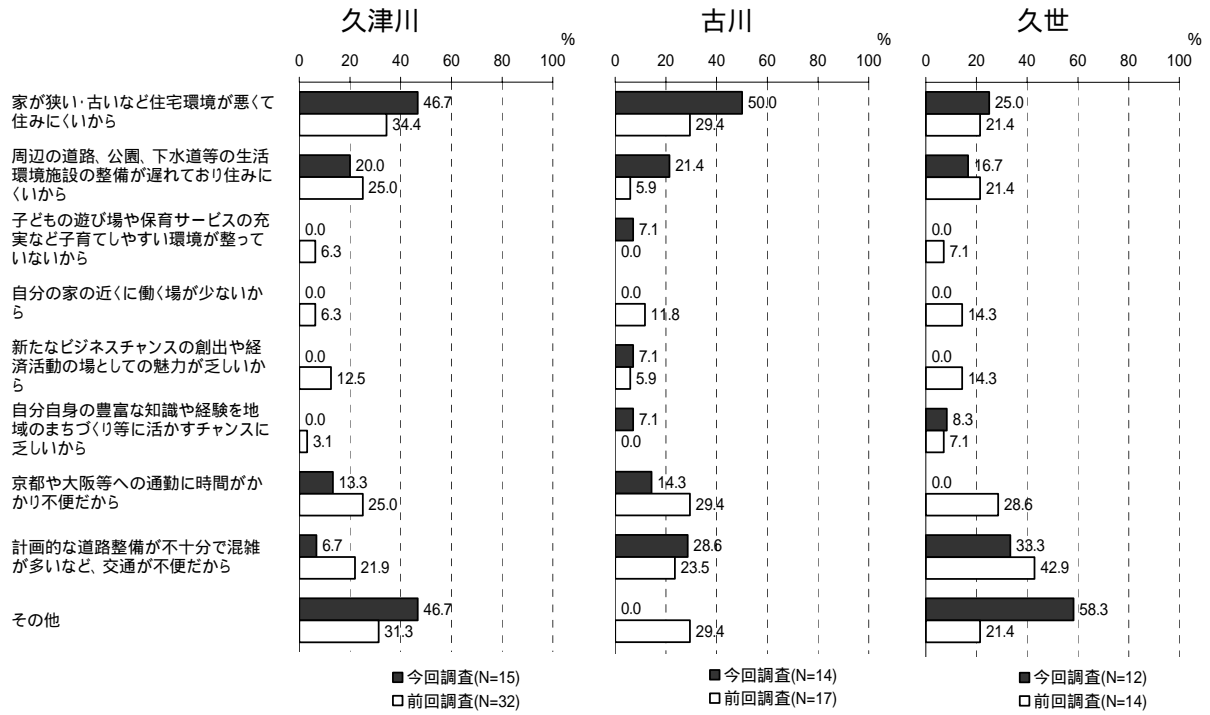 久津川
古川
久世
%
%
%
0 20 40 60 80 100
0 20 40 60 80 100
0 20 40 60 80 100
家が狭い・古いなど住宅環境が悪くて
住みにくいから
46.7
34.4
50.0
29.4
25.0
21.4
周辺の道路、公園、下水道等の生活
環境施設の整備が遅れており住みに
くいから
20.0
25.0
21.4
5.9
16.7
21.4
子どもの遊び場や保育サービスの充
実など子育てしやすい環境が整って
いないから
0.0
6.3
7.1
0.0
0.0
7.1
自分の家の近くに働く場が少ないか
ら
0.0
6.3
0.0
11.8
0.0
14.3
新たなビジネスチャンスの創出や経
済活動の場としての魅力が乏しいか
ら
0.0
12.5
7.1
5.9
0.0
14.3
自分自身の豊富な知識や経験を地
域のまちづくり等に活かすチャンスに
乏しいから
0.0
3.1
7.1
0.0
8.3
7.1
京都や大阪等への通勤に時間がか
かり不便だから
13.3
25.0
14.3
29.4
0.0
28.6
計画的な道路整備が不十分で混雑
が多いなど、交通が不便だから
6.7
21.9
28.6
23.5
33.3
42.9
その他
46.7
31.3
0.0
29.4
58.3
21.4
今回調査(N=15)
前回調査(N=32)
今回調査(N=14)
前回調査(N=17)
今回調査(N=12)
前回調査(N=14)